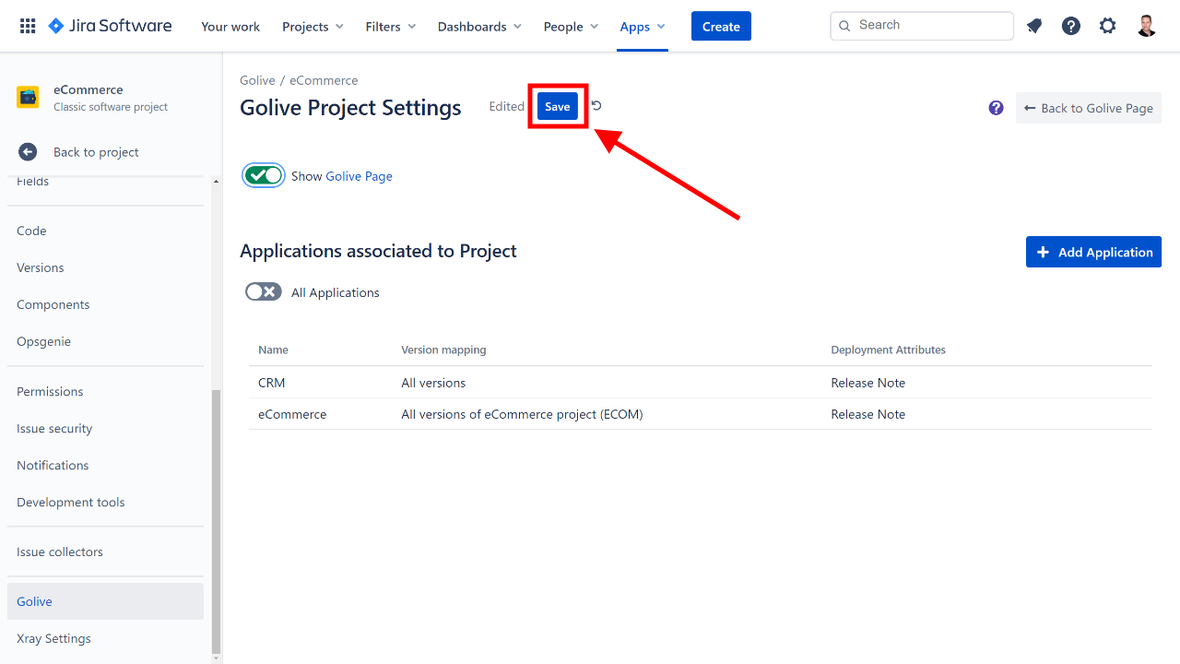 Jira Software Your work Projects Filters Dashboards People Apps Create Search
eCommerce
Classic software project
Back to project
Fields
Code
Versions
Components
Opsgenie
Permissions
Issue security
Notifications
Development tools
Issue collectors
Golive
Xray Settings
Golive / eCommerce
Golive Project Settings Edited Save Back to Golive Page
Show Golive Page
Applications associated to Project Add Application
All Applications
Name Version mapping Deployment Attributes
CRM All versions Release Note
eCommerce All versions of eCommerce project (ECOM) Release Note